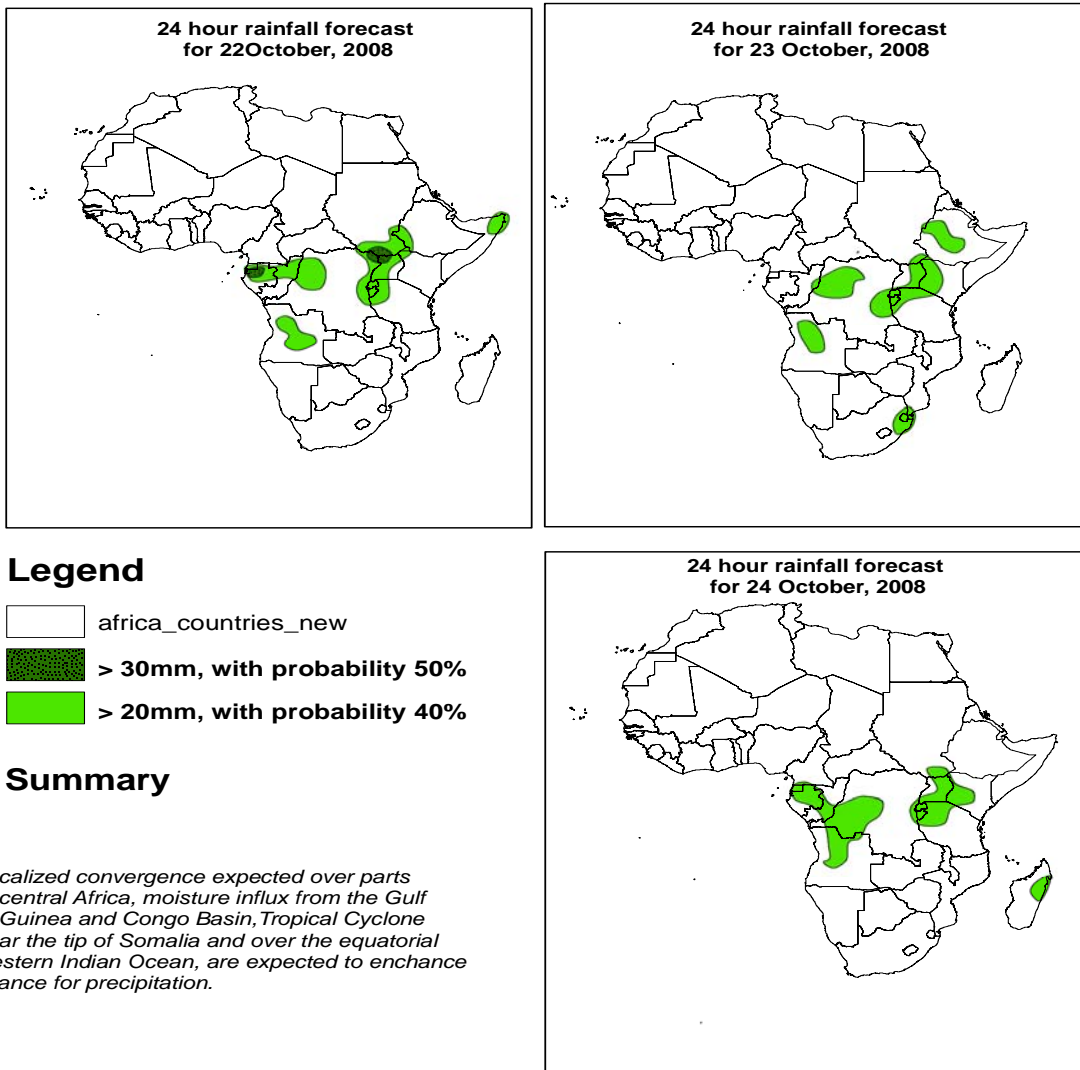 24 hour rainfall forecast
for 22October, 2008
24 hour rainfall forecast
for 23 October, 2008
Legend
africa_countries_new
> 30mm, with probability 50%
> 20mm, with probability 40%
Summary
calized convergence expected over parts
central Africa, moisture influx from the Gulf
Guinea and Congo Basin,Tropical Cyclone
ar the tip of Somalia and over the equatorial
estern Indian Ocean, are expected to enchance
ance for precipitation.
24 hour rainfall forecast
for 24 October, 2008